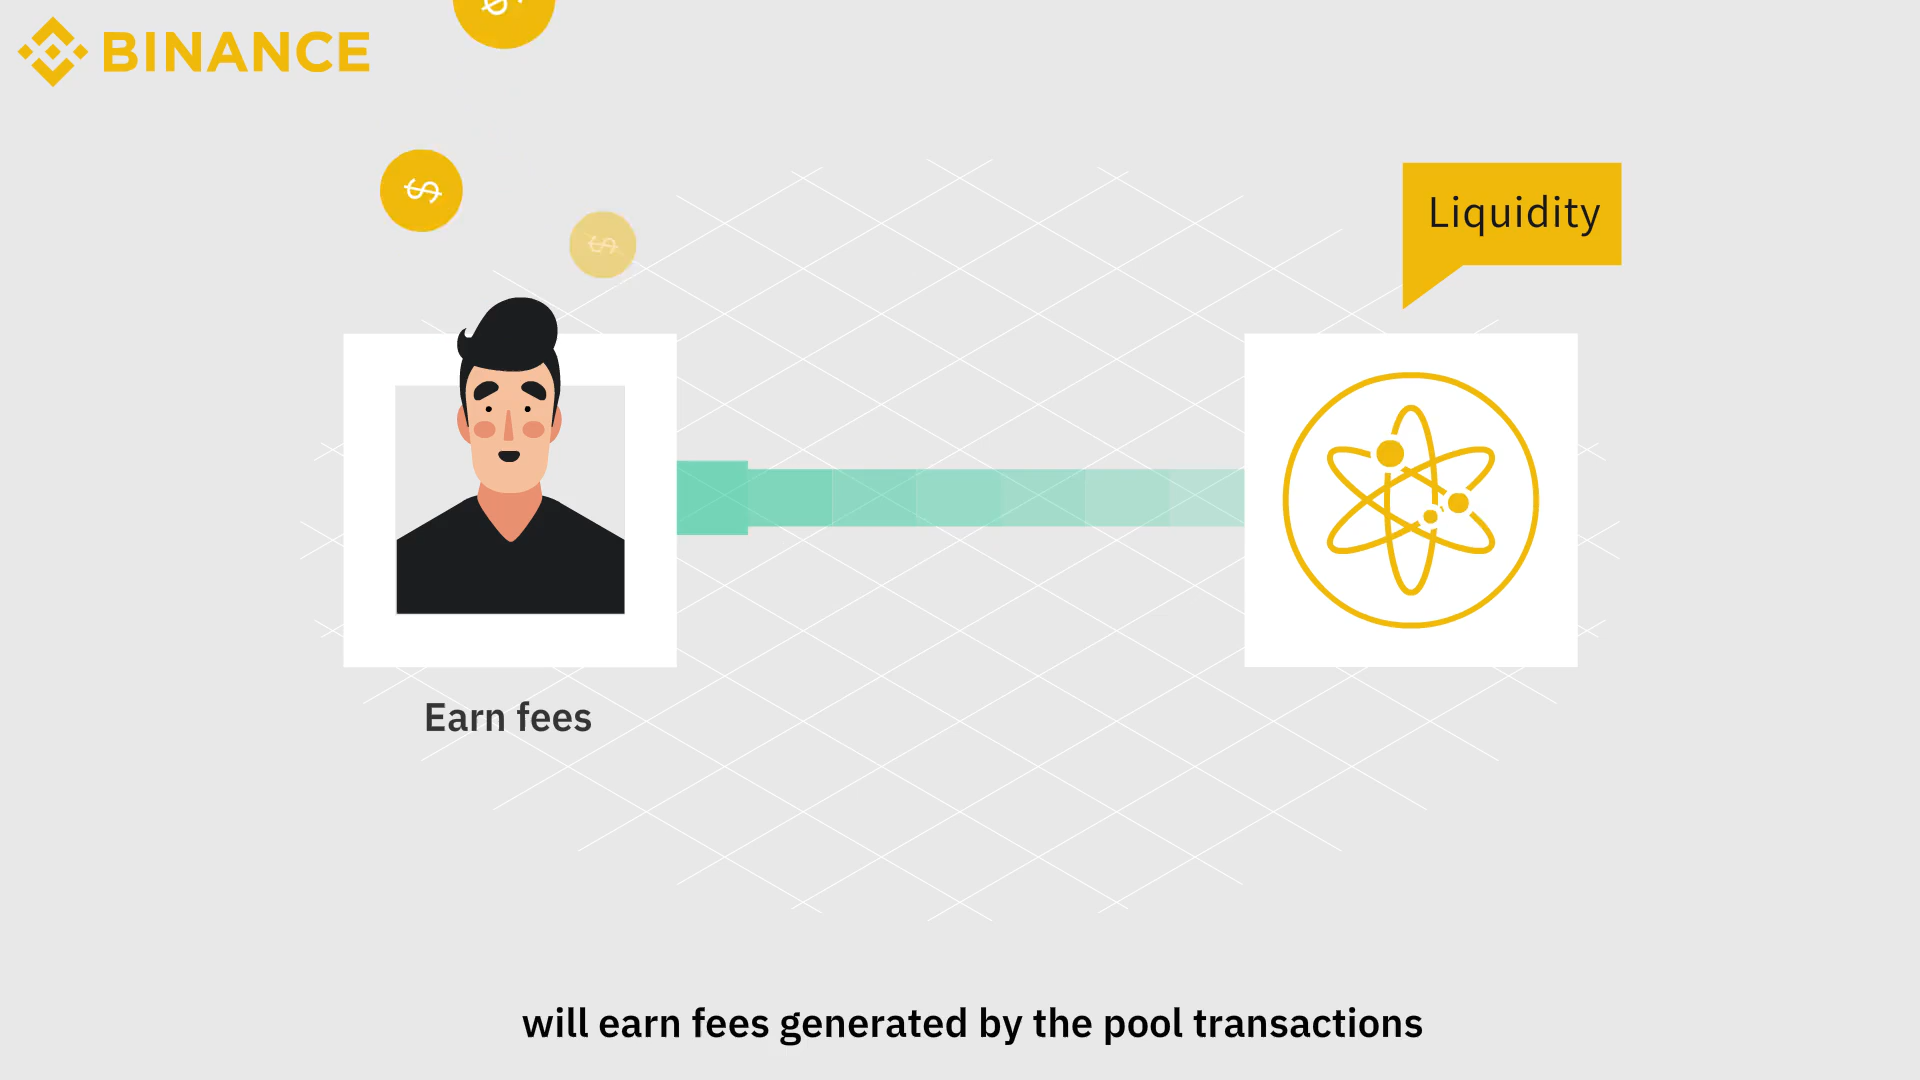 BINANCE
Liquidity
Earn fees
will earn fees generated by the pool transactions